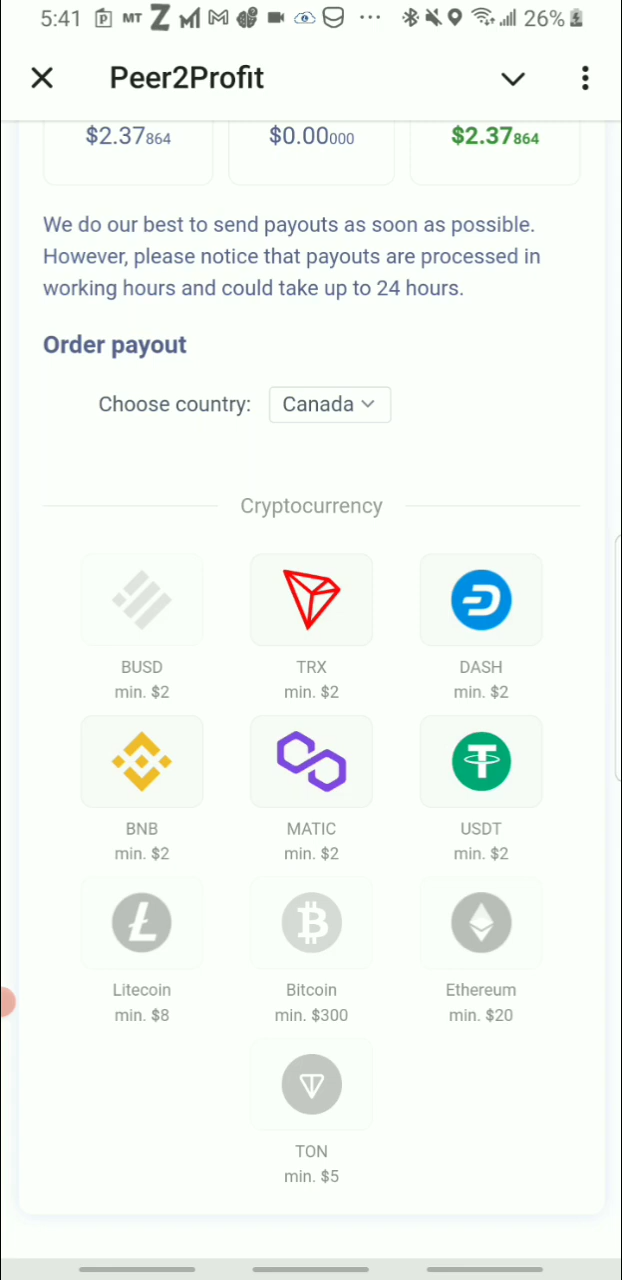 5:41 P MT Z M M ··· 26%
Peer2Profit
$2.37864 $0.00000 $2.37864
We do our best to send payouts as soon as possible.
However, please notice that payouts are processed in
working hours and could take up to 24 hours.
Order payout
Choose country: Canada
Cryptocurrency
BUSD TRX DASH
min. $2 min. $2 min. $2
BNB MATIC USDT
min. $2 min. $2 min. $2
Litecoin Bitcoin Ethereum
min. $8 min. $300 min. $20
TON
min. $5